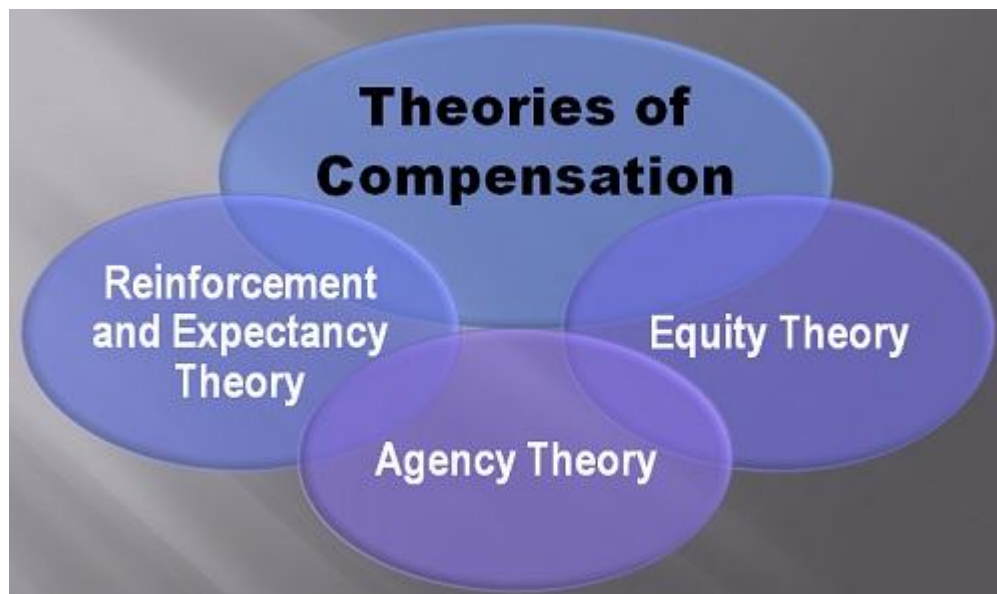 Theories of
Compensation
Reinforcement
and Expectancy
Theory
Equity Theory
Agency Theory